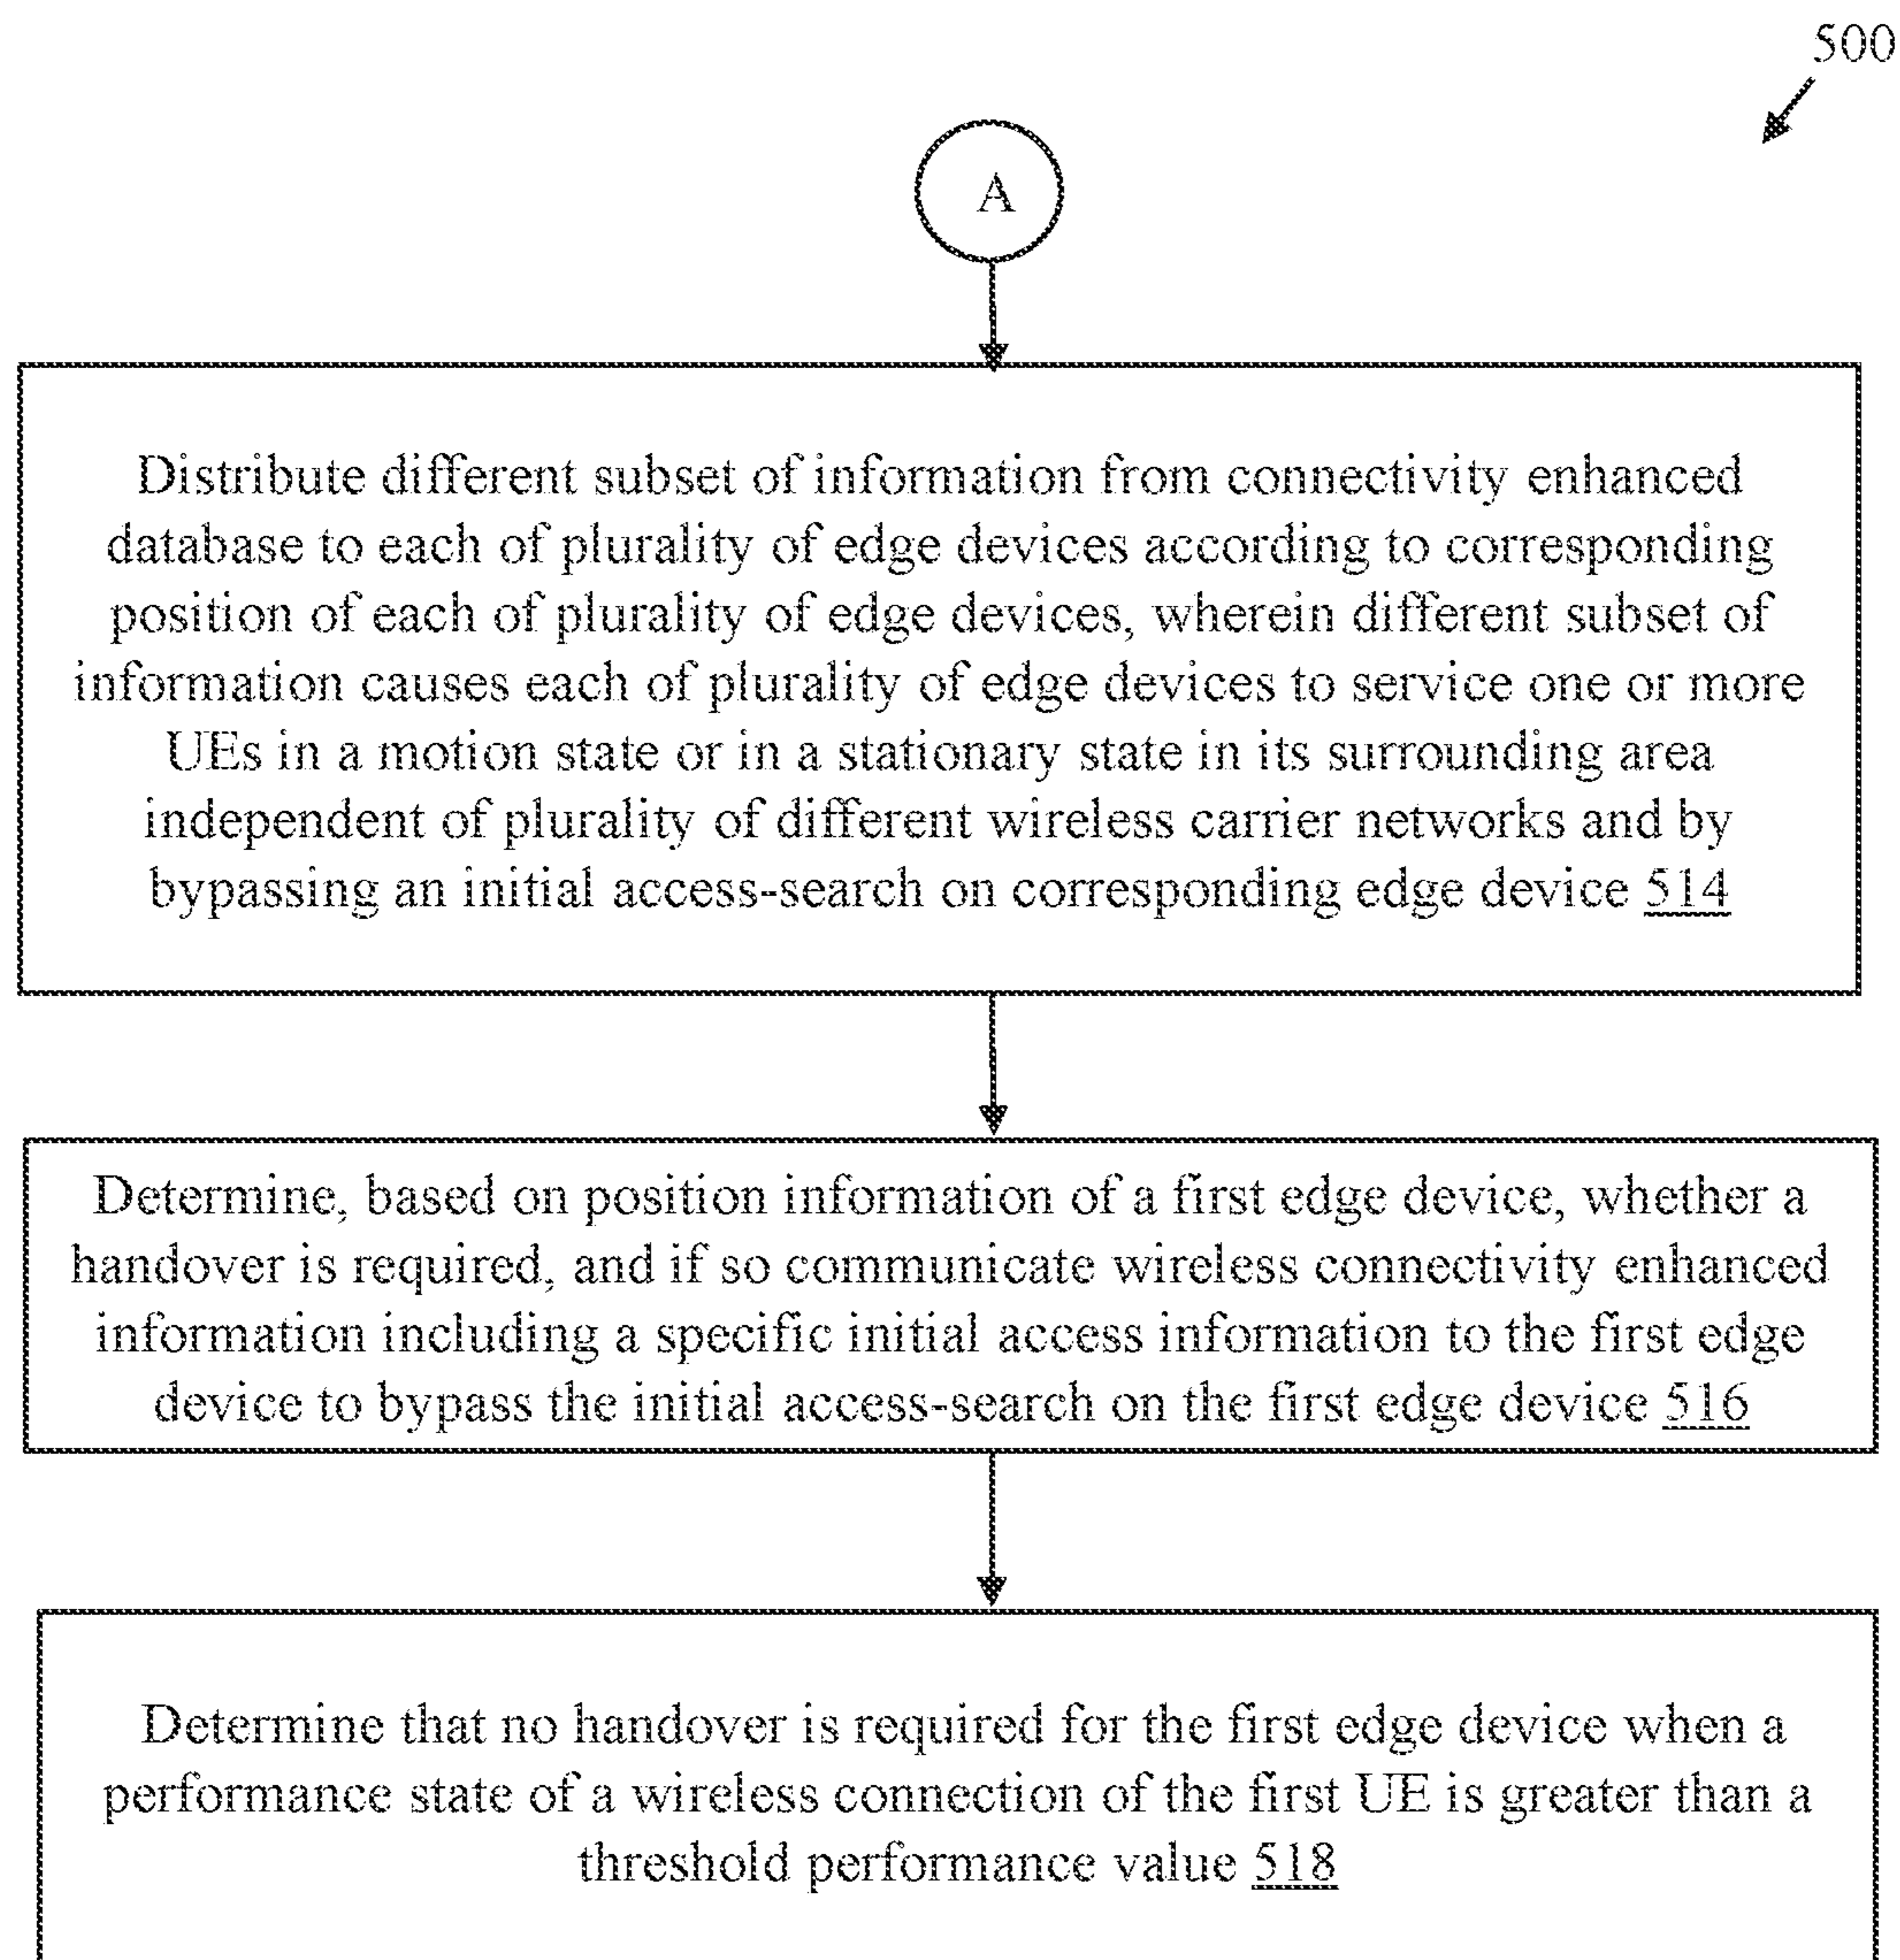 500
A
Distribute different subset of information from connectivity enhanced
database to each of plurality of edge devices according to corresponding
position of each of plurality of edge devices, wherein different subset of
information causes each of plurality of edge devices to service one or more
UEs in a motion state or in a stationary state in its surrounding area
independent of plurality of different wireless carrier networks and by
bypassing an initial access-search on corresponding edge device 514
Determine, based on position information of a first edge device, whether a
handover is required, and if so communicate wireless connectivity enhanced
information including a specific initial access information to the first edge
device to bypass the initial access-search on the first edge device 516
Determine that no handover is required for the first edge device when a
performance state of a wireless connection of the first UE is greater than a
threshold performance value 518